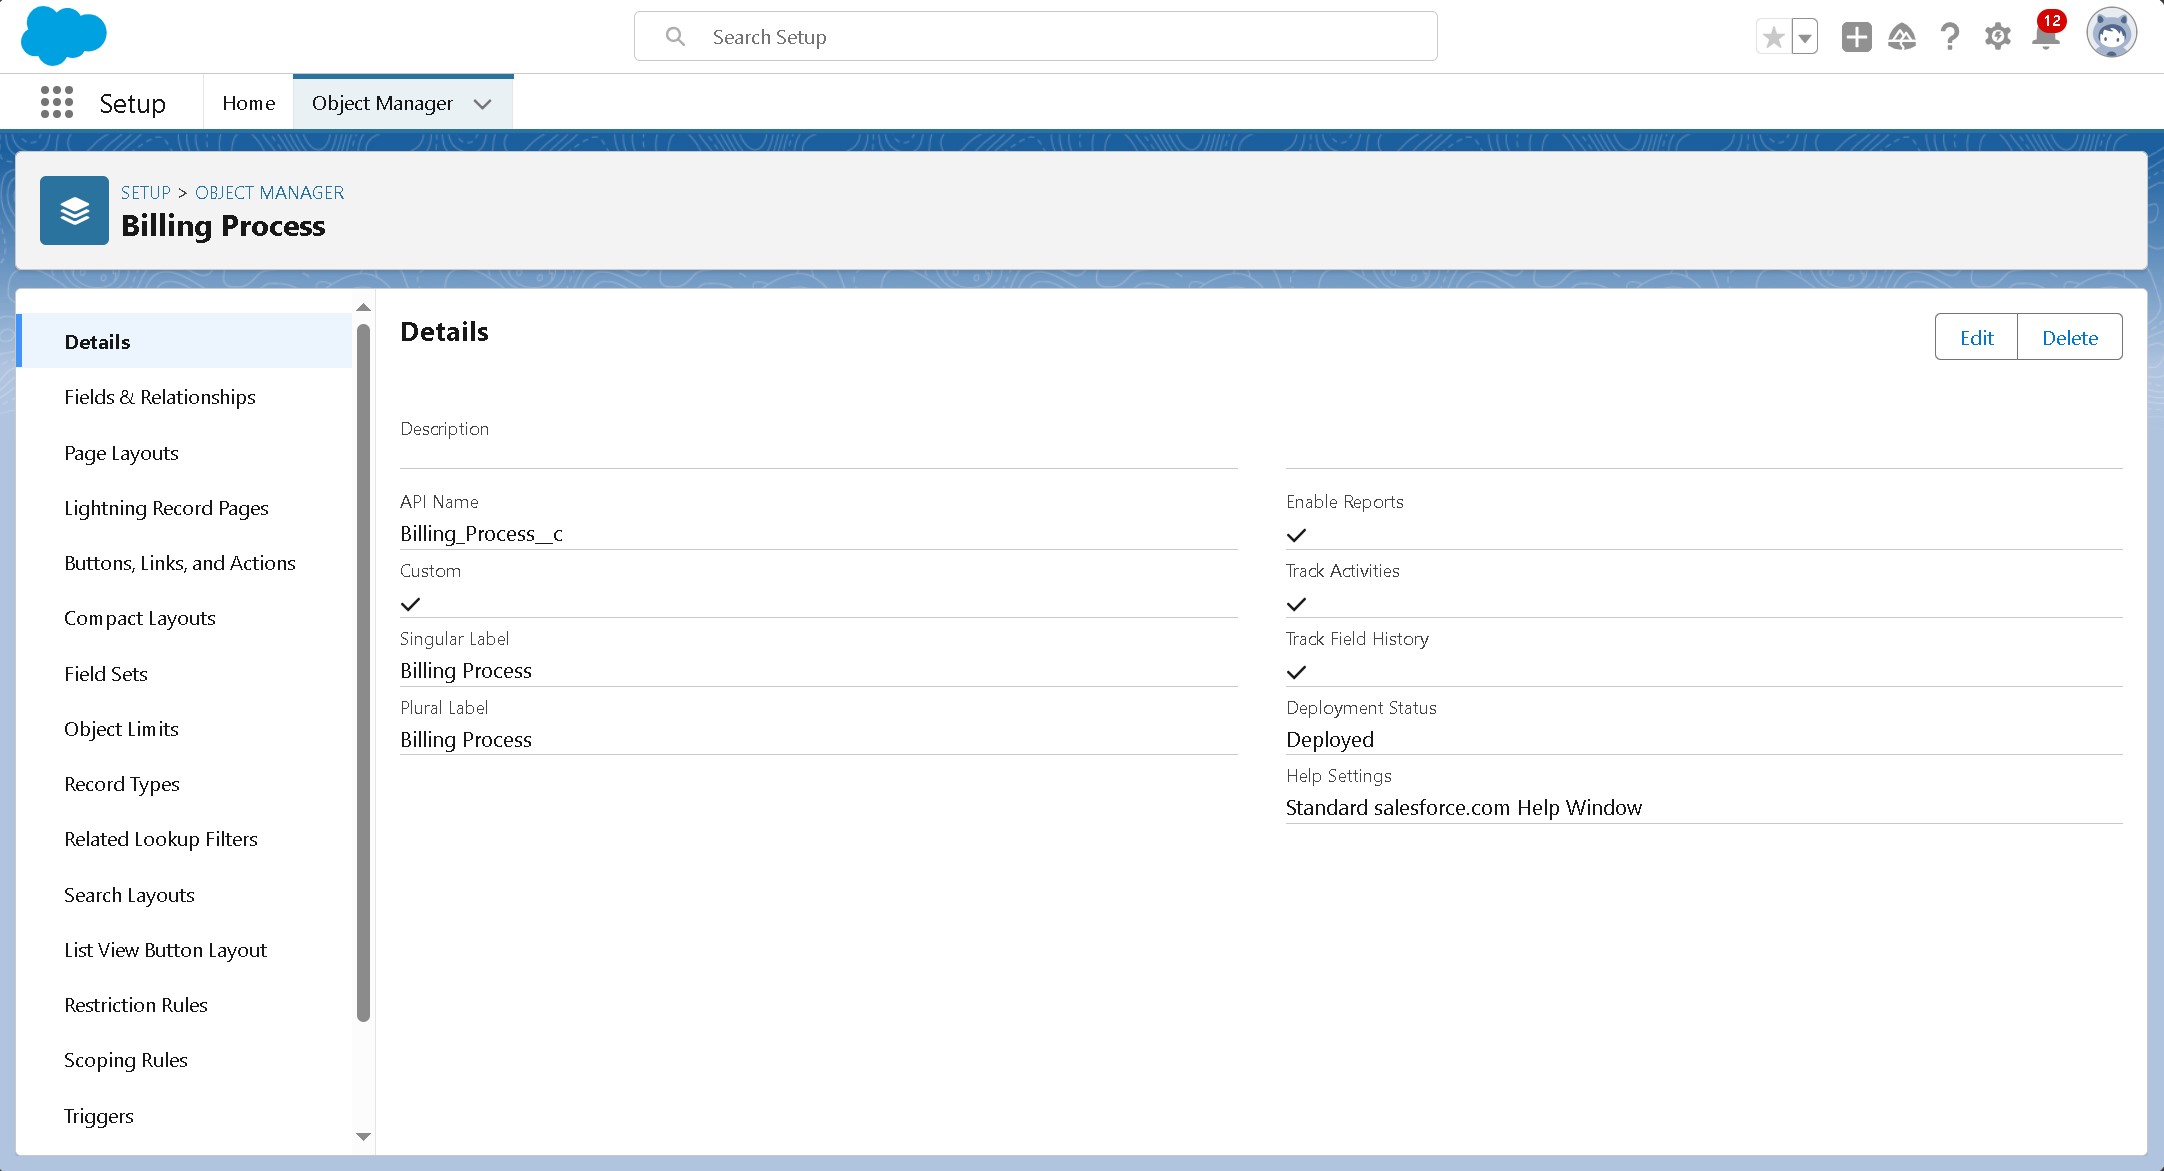 Search Setup
12
Setup
Home
Object Manager
SETUP > OBJECT MANAGER
Billing Process
Details
Fields & Relationships
Page Layouts
Lightning Record Pages
Buttons, Links, and Actions
Compact Layouts
Field Sets
Object Limits
Record Types
Related Lookup Filters
Search Layouts
List View Button Layout
Restriction Rules
Scoping Rules
Triggers
Details
Edit
Delete
Description
API Name
Billing_Process__c
Custom
Singular Label
Billing Process
Plural Label
Billing Process
Enable Reports
Track Activities
Track Field History
Deployment Status
Deployed
Help Settings
Standard salesforce.com Help Window